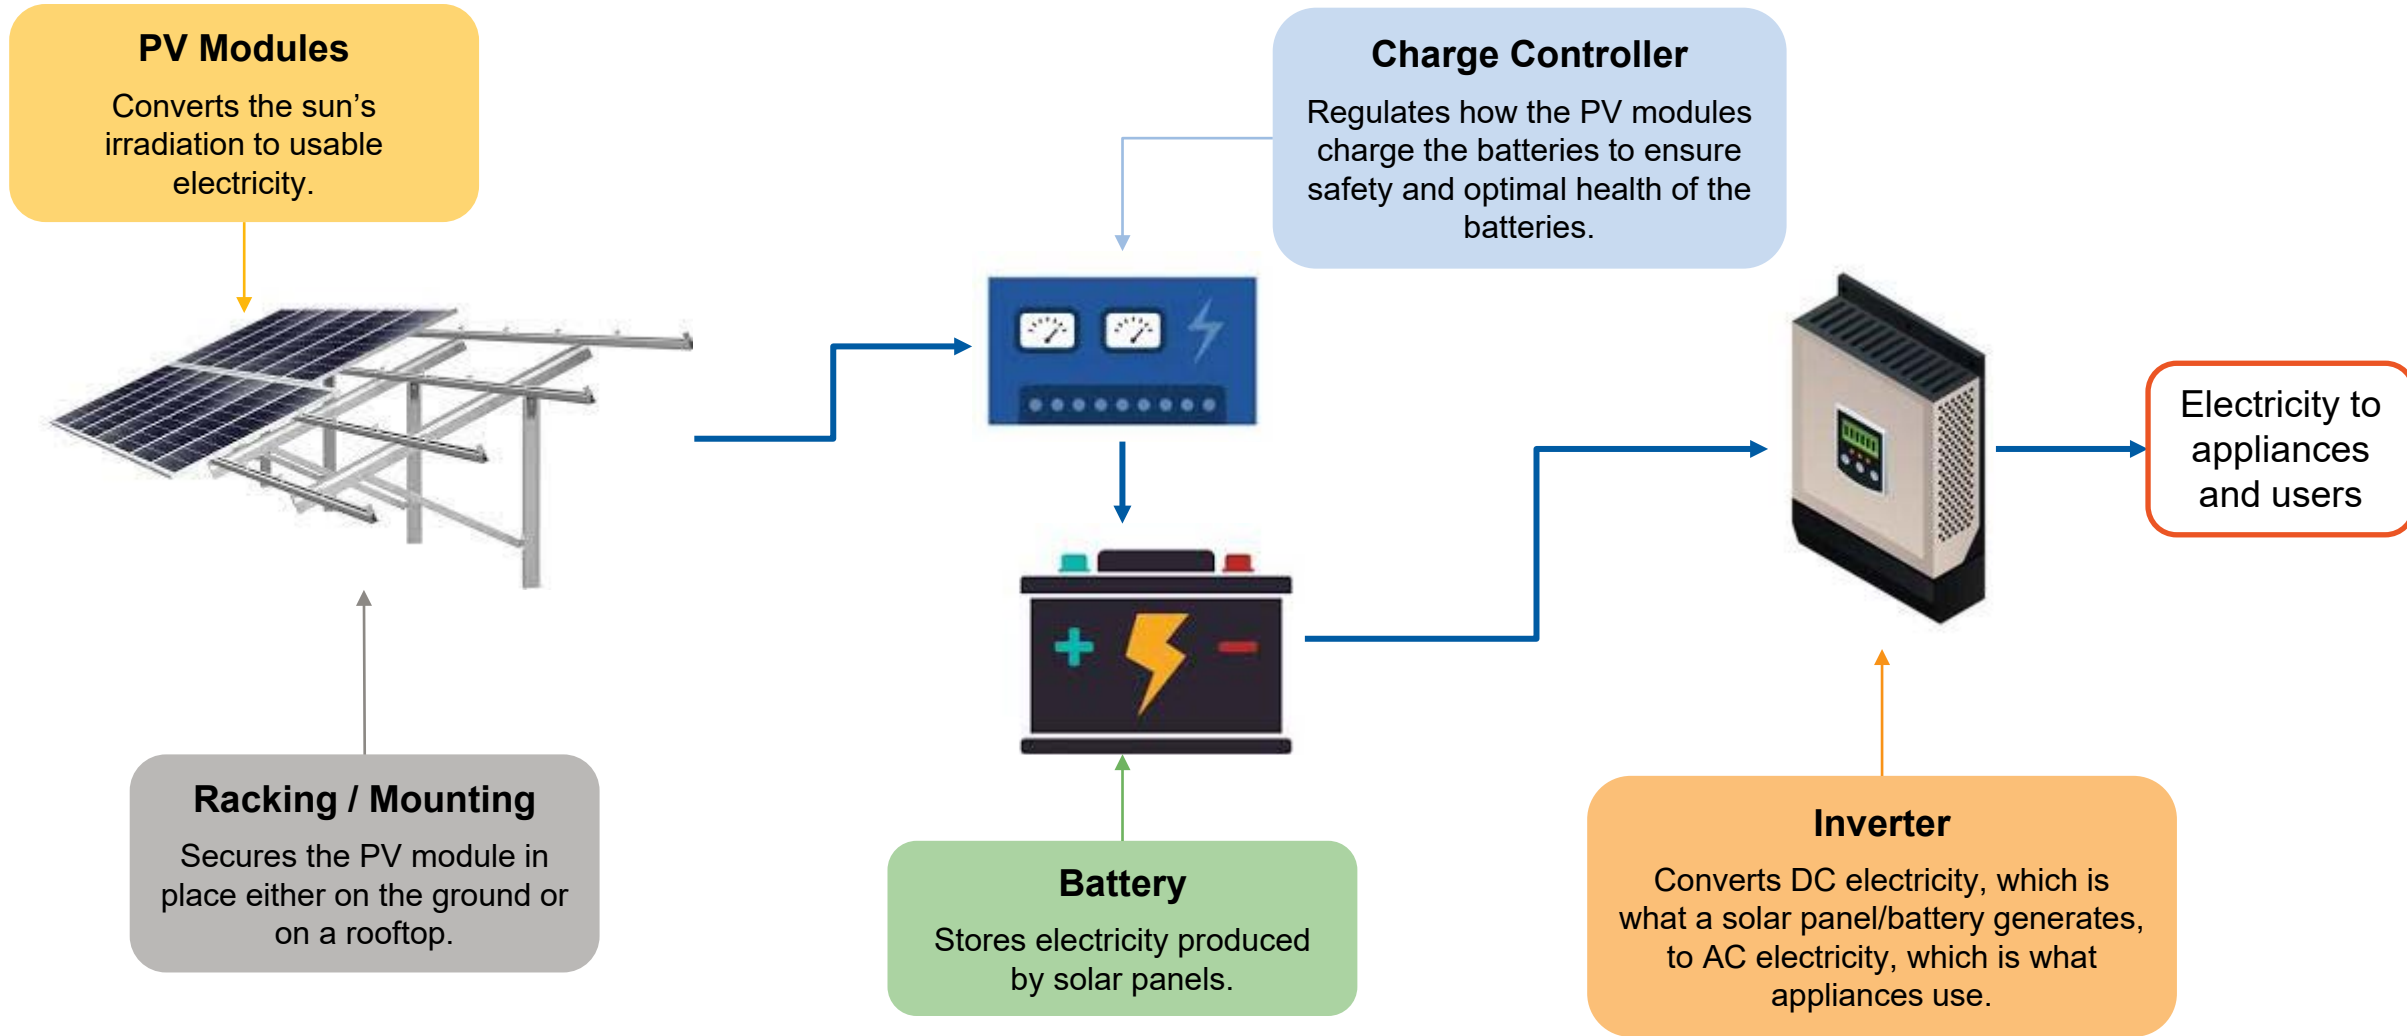 PV Modules
Converts the sun’s
irradiation to usable
electricity.
Charge Controller
Regulates how the PV modules
charge the batteries to ensure
safety and optimal health of the
batteries.
Electricity to
appliances
and users
Racking / Mounting
Secures the PV module in
place either on the ground or
on a rooftop.
Battery
Stores electricity produced
by solar panels.
Inverter
Converts DC electricity, which is
what a solar panel/battery generates,
to AC electricity, which is what
appliances use.